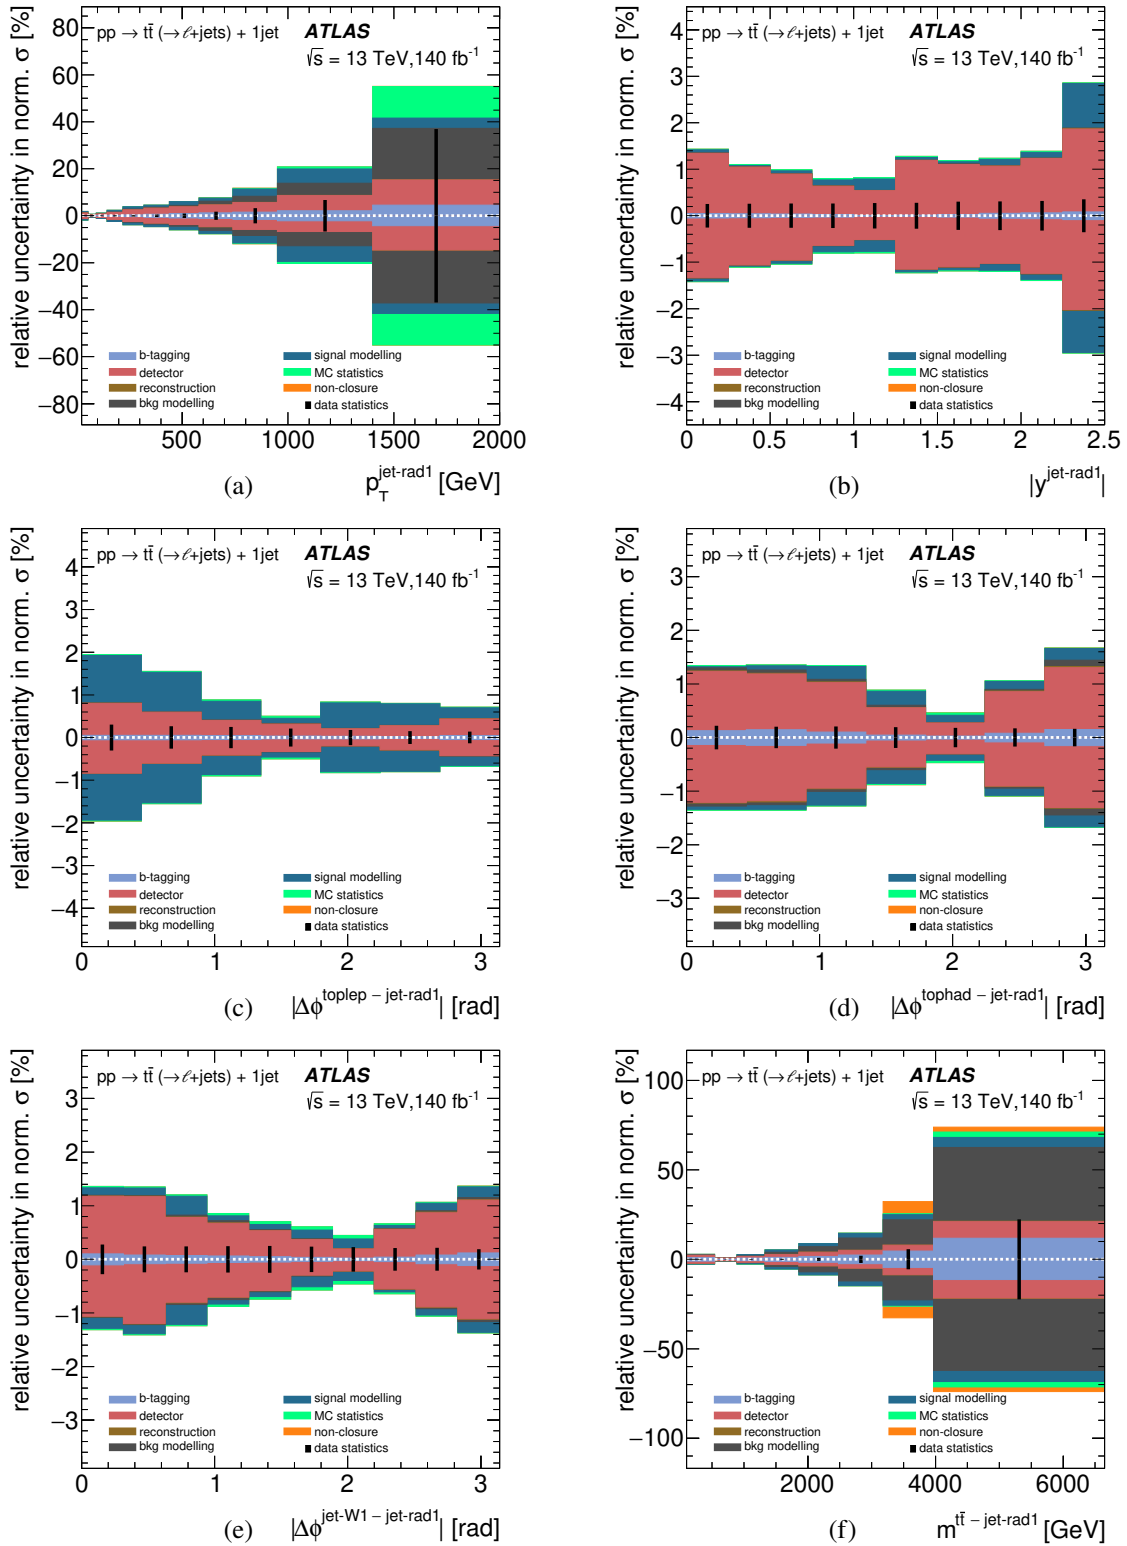 relative uncertainty in norm. σ [%]
pp → tt̄ (→ℓ+jets) + 1jet ATLAS
√s = 13 TeV,140 fb⁻¹
80
60
40
20
0
−20
−40
−60
−80
b-tagging
detector
reconstruction
bkg modelling
signal modelling
MC statistics
non-closure
data statistics
500 1000 1500 2000
(a) p_T^jet-rad1 [GeV]
relative uncertainty in norm. σ [%]
pp → tt̄ (→ℓ+jets) + 1jet ATLAS
√s = 13 TeV,140 fb⁻¹
4
3
2
1
0
−1
−2
−3
−4
b-tagging
detector
reconstruction
bkg modelling
signal modelling
MC statistics
non-closure
data statistics
0 0.5 1 1.5 2 2.5
(b) |y^jet-rad1|
relative uncertainty in norm. σ [%]
pp → tt̄ (→ℓ+jets) + 1jet ATLAS
√s = 13 TeV,140 fb⁻¹
4
3
2
1
0
−1
−2
−3
−4
b-tagging
detector
reconstruction
bkg modelling
signal modelling
MC statistics
non-closure
data statistics
0 1 2 3
(c) |Δϕ^toplep − jet-rad1| [rad]
relative uncertainty in norm. σ [%]
pp → tt̄ (→ℓ+jets) + 1jet ATLAS
√s = 13 TeV,140 fb⁻¹
3
2
1
0
−1
−2
−3
b-tagging
detector
reconstruction
bkg modelling
signal modelling
MC statistics
non-closure
data statistics
0 1 2 3
(d) |Δϕ^tophad − jet-rad1| [rad]
relative uncertainty in norm. σ [%]
pp → tt̄ (→ℓ+jets) + 1jet ATLAS
√s = 13 TeV,140 fb⁻¹
3
2
1
0
−1
−2
−3
b-tagging
detector
reconstruction
bkg modelling
signal modelling
MC statistics
non-closure
data statistics
0 1 2 3
(e) |Δϕ^jet-W1 − jet-rad1| [rad]
relative uncertainty in norm. σ [%]
pp → tt̄ (→ℓ+jets) + 1jet ATLAS
√s = 13 TeV,140 fb⁻¹
100
50
0
−50
−100
b-tagging
detector
reconstruction
bkg modelling
signal modelling
MC statistics
non-closure
data statistics
2000 4000 6000
(f) m^tt̄ − jet-rad1 [GeV]